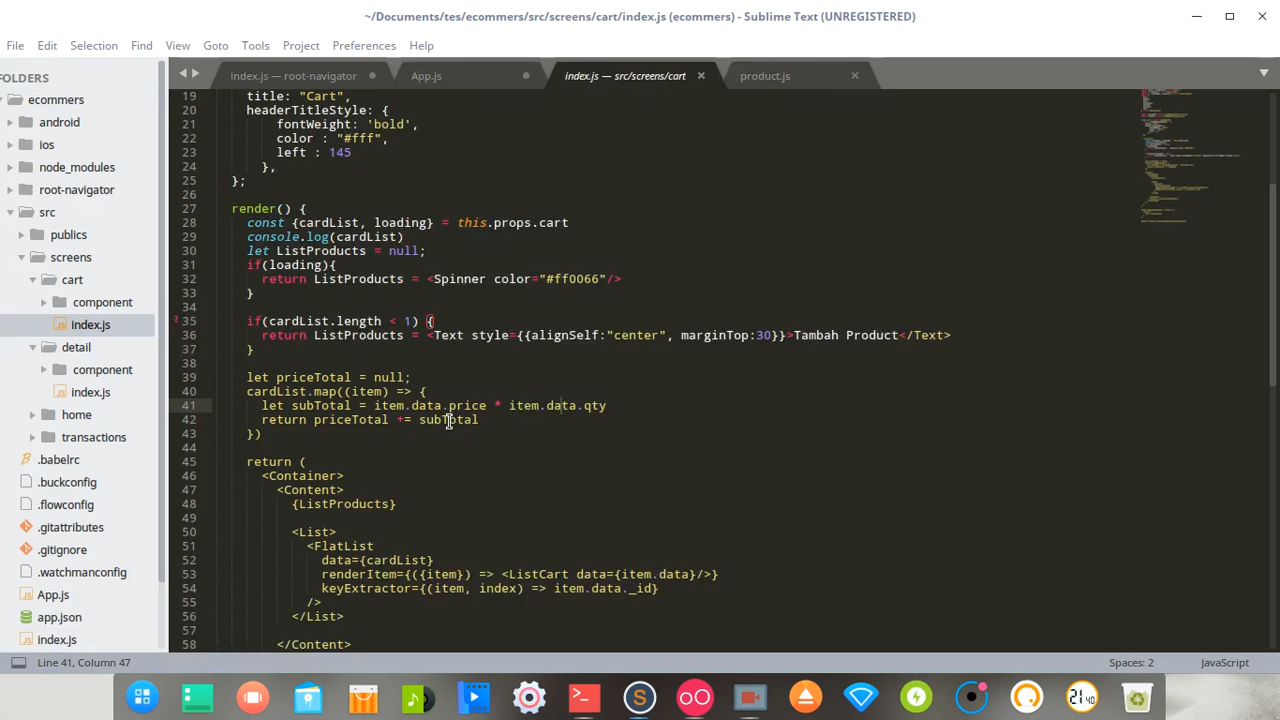 ~/Documents/tes/ecommers/src/screens/cart/index.js (ecommers) - Sublime Text (UNREGISTERED)
File Edit Selection Find View Goto Tools Project Preferences Help
index.js — root-navigator
App.js
index.js — src/screens/cart
product.js
FOLDERS
ecommers
android
ios
node_modules
root-navigator
src
publics
screens
cart
component
index.js
detail
component
index.js
home
transactions
.babelrc
.buckconfig
.flowconfig
.gitattributes
.gitignore
.watchmanconfig
App.js
app.json
index.js
19 title: "Cart",
20 headerTitleStyle: {
21 fontWeight: 'bold',
22 color : "#fff",
23 left : 145
24 },
25 };
26
27 render() {
28 const {cardList, loading} = this.props.cart
29 console.log(cardList)
30 let ListProducts = null;
31 if(loading){
32 return ListProducts = <Spinner color="#ff0066"/>
33 }
34
35 if(cardList.length < 1) {
36 return ListProducts = <Text style={{alignSelf:"center", marginTop:30}}>Tambah Product</Text>
37 }
38
39 let priceTotal = null;
40 cardList.map((item) => {
41 let subTotal = item.data.price * item.data.qty
42 return priceTotal += subTotal
43 })
44
45 return (
46 <Container>
47 <Content>
48 {ListProducts}
49
50 <List>
51 <FlatList
52 data={cardList}
53 renderItem={({item}) => <ListCart data={item.data}/>}
54 keyExtractor={(item, index) => item.data._id}
55 />
56 </List>
57
58 </Content>
Line 41, Column 47
Spaces: 2
JavaScript
21 40